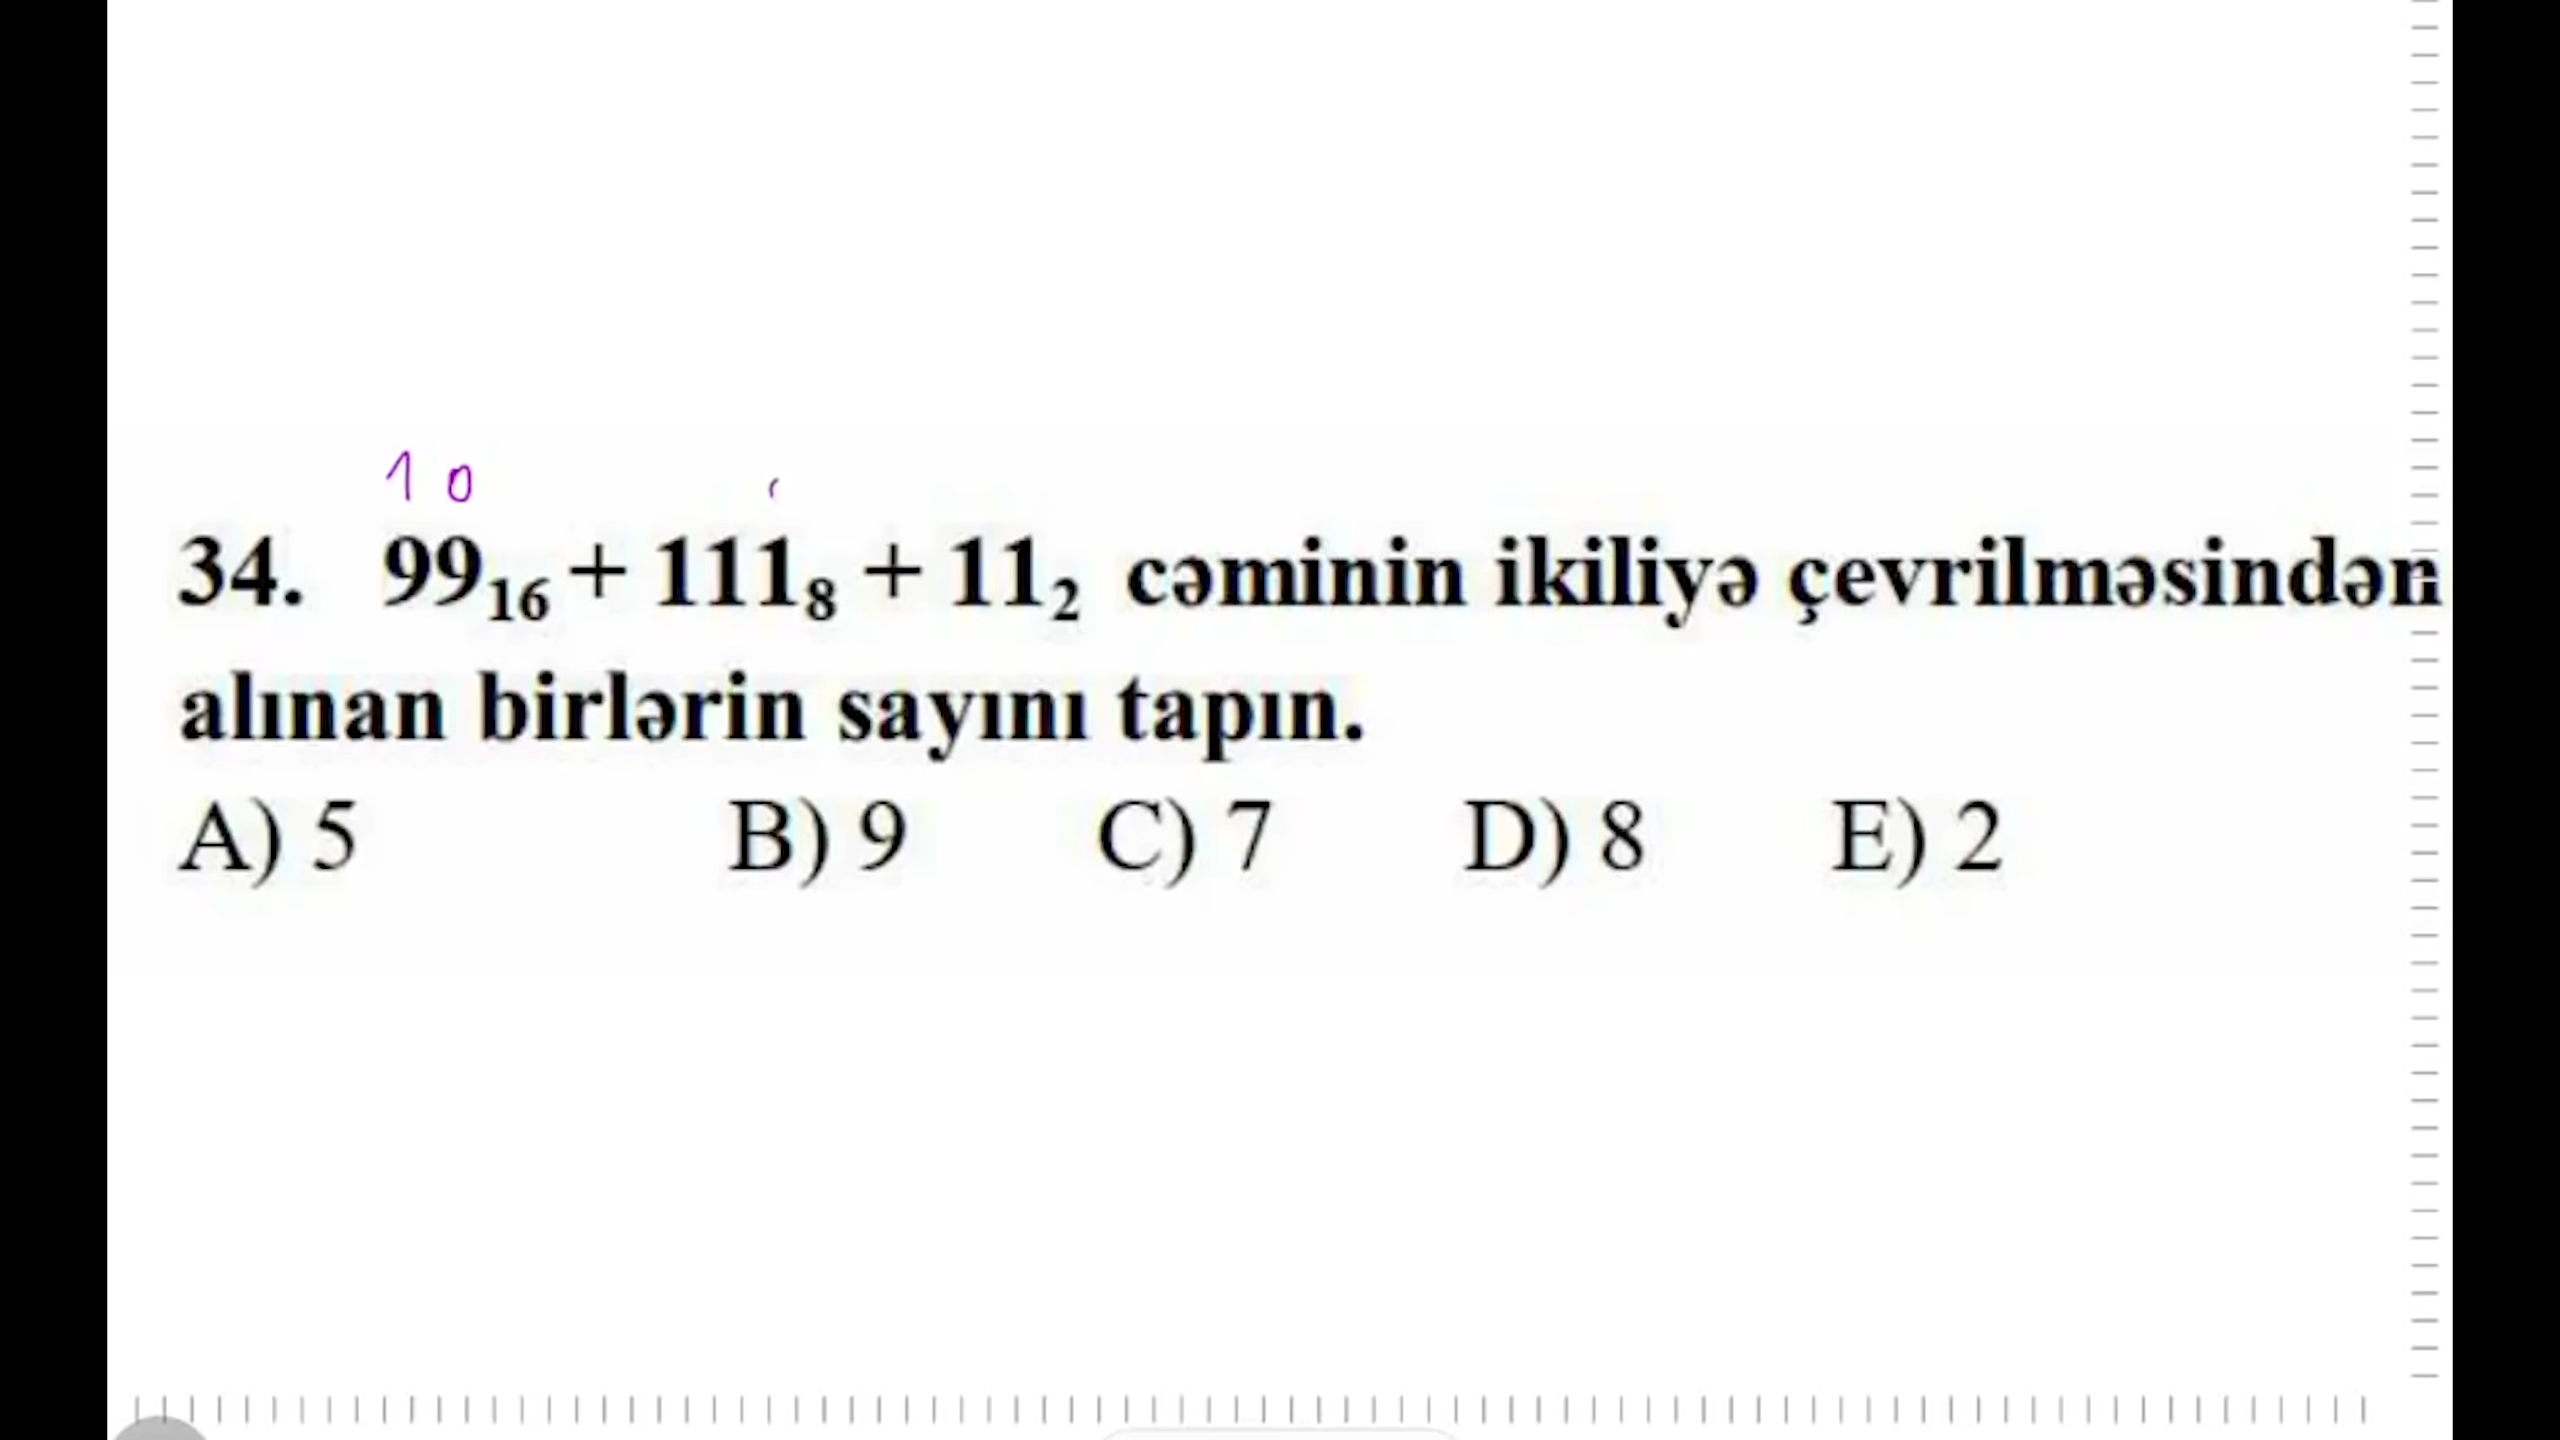 1 0
34. 99₁₆ + 111₈ + 11₂ cəminin ikiliyə çevrilməsindən
alınan birlərin sayını tapın.
A) 5 B) 9 C) 7 D) 8 E) 2